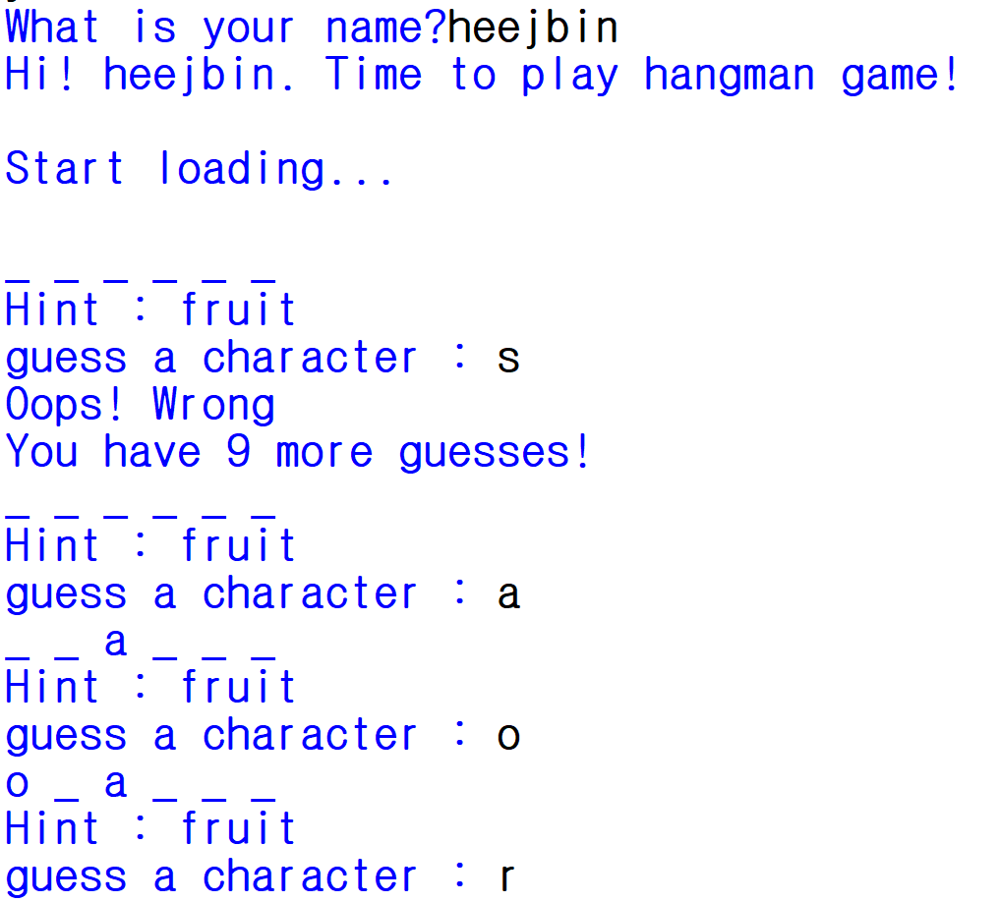 What is your name?heejbin
Hi! heejbin. Time to play hangman game!
Start loading...
_ _ _ _ _ _
Hint : fruit
guess a character : s
Oops! Wrong
You have 9 more guesses!
_ _ _ _ _ _
Hint : fruit
guess a character : a
_ _ a _ _ _
Hint : fruit
guess a character : o
o _ a _ _ _
Hint : fruit
guess a character : r